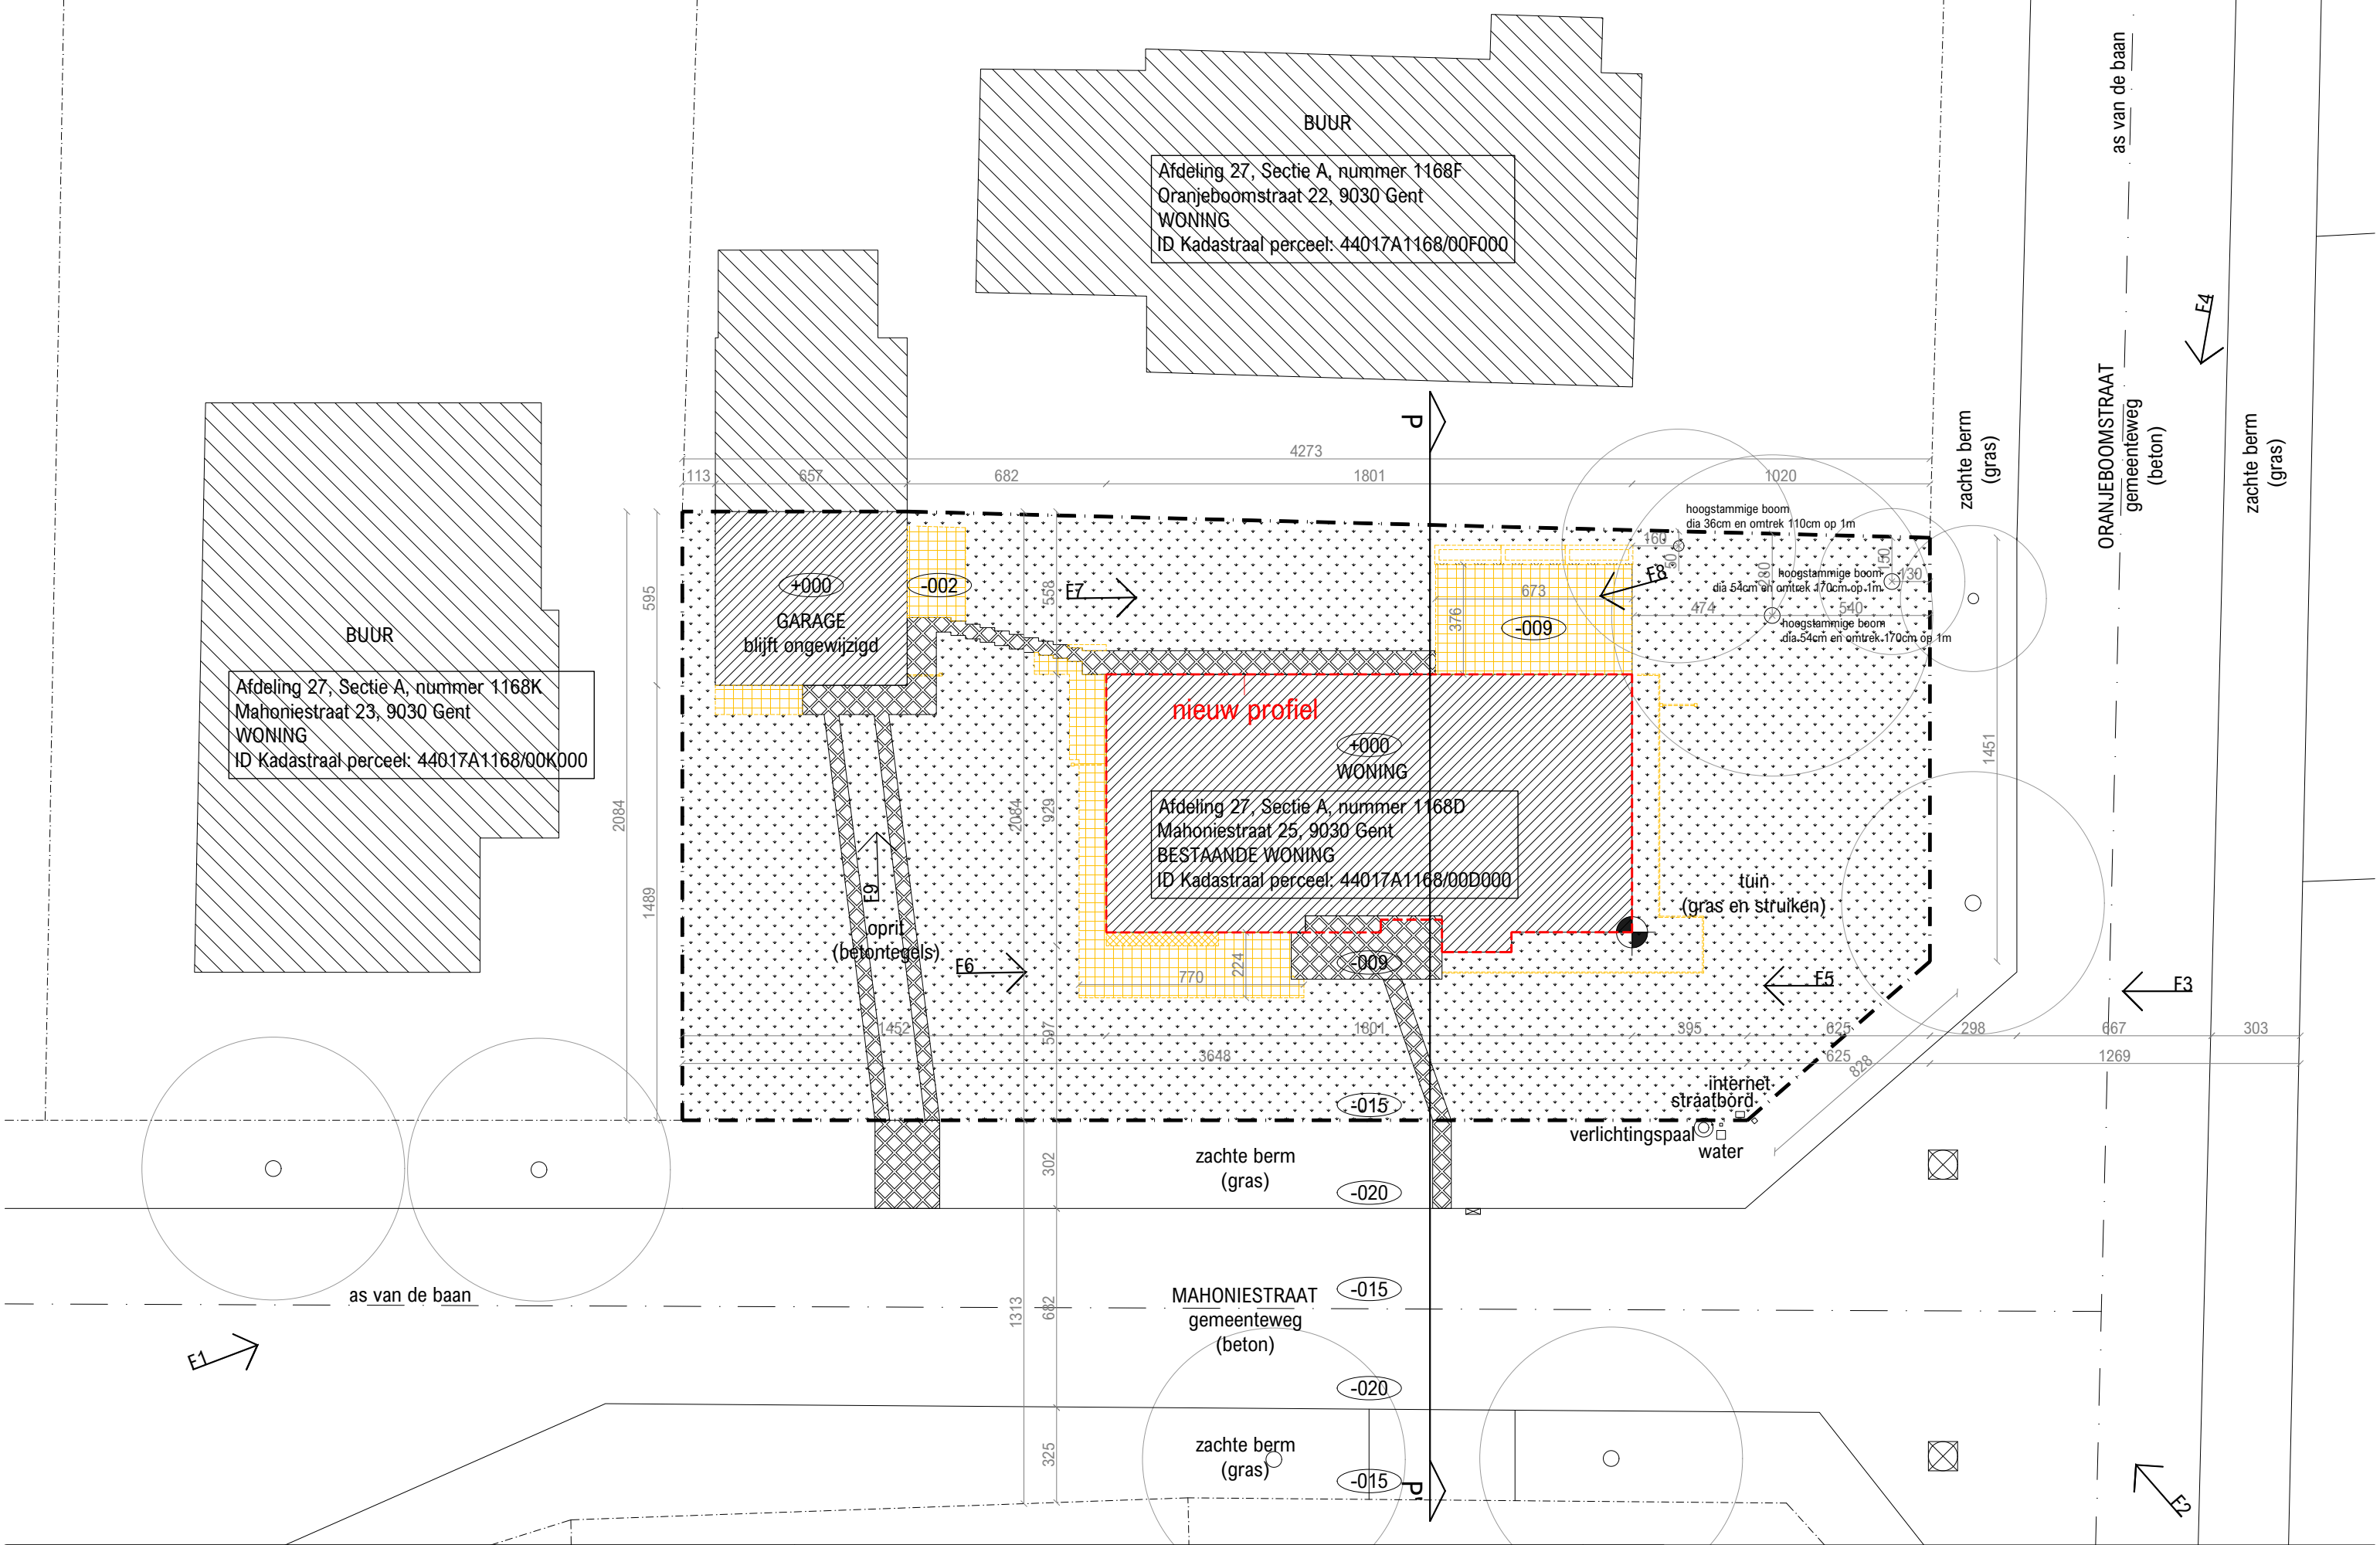 BUUR
Afdeling 27, Sectie A, nummer 1168F
Oranjeboomstraat 22, 9030 Gent
WONING
ID Kadastraal perceel: 44017A1168/00F000
as van de baan
F4
ORANJEBOOMSTRAAT
gemeenteweg
(beton)
zachte berm
(gras)
zachte berm
(gras)
P
4273
113
657
682
1801
1020
hoogstammige boom
dia 36cm en omtrek 110cm op 1m
160
50
280
150
130
hoogstammige boom
dia 54cm en omtrek 170cm op 1m
474
540
hoogstammige boom
dia 54cm en omtrek 170cm op 1m
595
+000
GARAGE
blijft ongewijzigd
-002
558
F7
F8
673
376
-009
BUUR
Afdeling 27, Sectie A, nummer 1168K
Mahoniestraat 23, 9030 Gent
WONING
ID Kadastraal perceel: 44017A1168/00K000
nieuw profiel
+000
WONING
Afdeling 27, Sectie A, nummer 1168D
Mahoniestraat 25, 9030 Gent
BESTAANDE WONING
ID Kadastraal perceel: 44017A1168/00D000
1451
2084
2084
929
1489
F9
oprit
(betontegels)
tuin
(gras en struiken)
F6
-009
224
770
F5
F3
1452
597
1801
395
625
298
667
303
3648
625
1269
828
internet
straatbord
verlichtingspaal
water
-015
zachte berm
(gras)
302
-020
as van de baan
MAHONIESTRAAT
gemeenteweg
(beton)
-015
1313
682
F1
-020
zachte berm
(gras)
325
-015
P'
F2